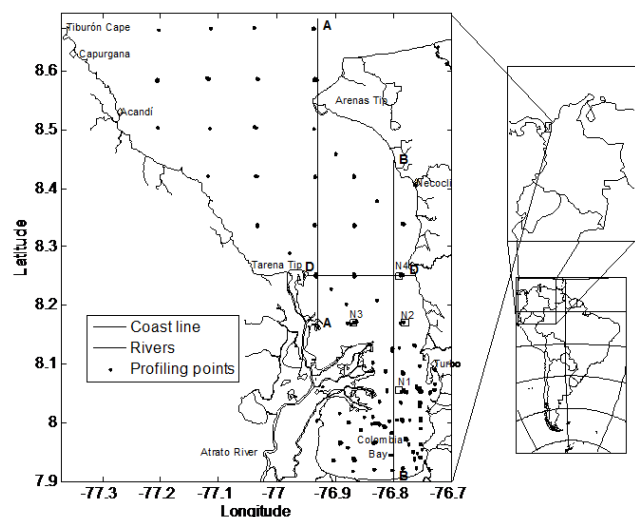 Tiburón Cape
A
Capurgana
8.6
Arenas Tip
Acandí
8.5
B
Necocli
8.4
Latitude
8.3
Tarena Tip
D
N4
D
8.2
N3
N2
A
Coast line
Rivers
Profiling points
8.1
Turbo
N1
8
Colombia
Bay
Atrato River
B
7.9
-77.3
-77.2
-77.1
-77
-76.9
-76.8
-76.7
Longitude